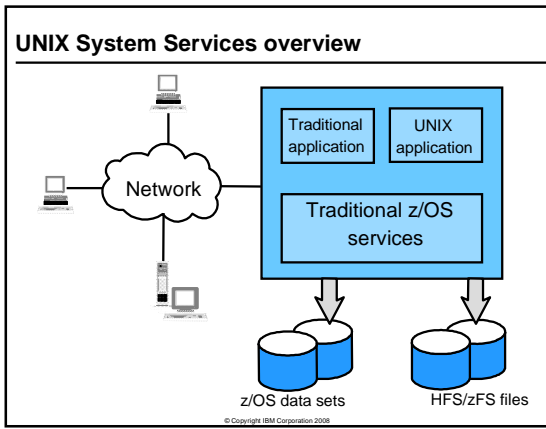 UNIX System Services overview
Traditional
application
UNIX
application
Network
Traditional z/OS
services
z/OS data sets
HFS/zFS files
© Copyright IBM Corporation 2008